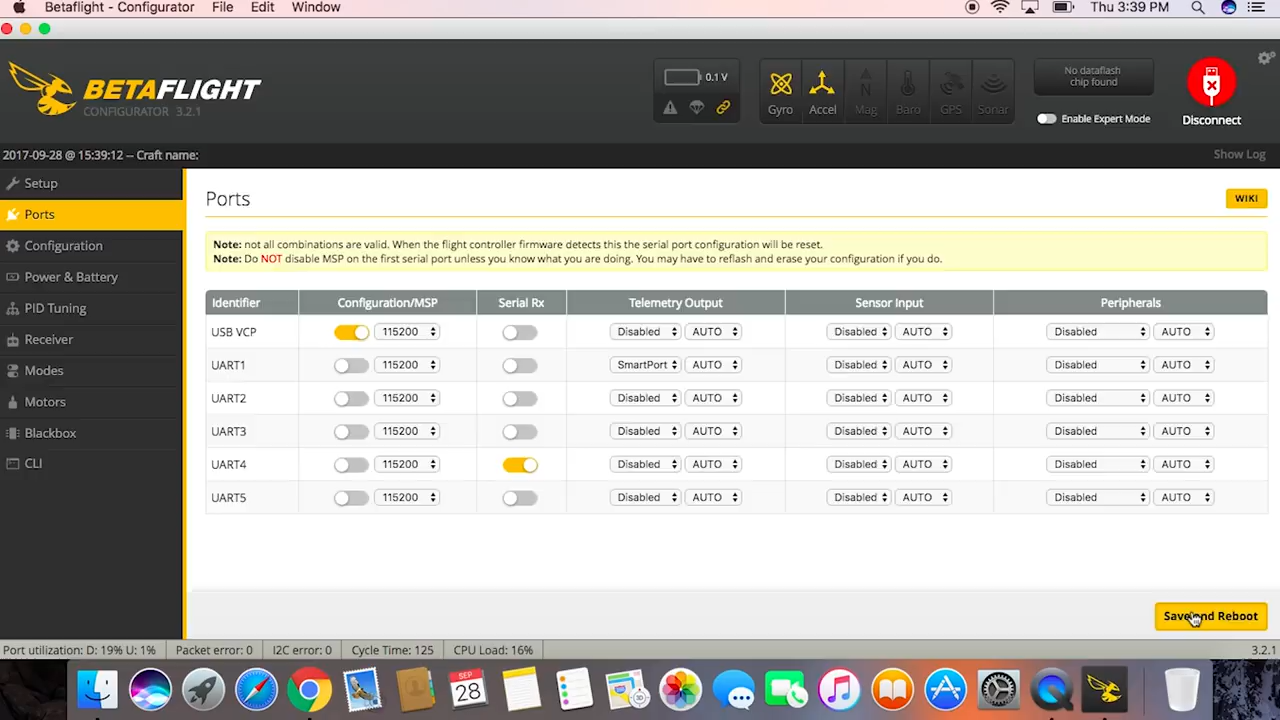 Betaflight - Configurator File Edit Window Thu 3:39 PM
BETAFLIGHT
CONFIGURATOR 3.2.1
0.1 V
Gyro Accel Mag Baro GPS Sonar
No dataflash
chip found
Enable Expert Mode
Disconnect
2017-09-28 @ 15:39:12 -- Craft name:
Show Log
Setup
Ports
Configuration
Power & Battery
PID Tuning
Receiver
Modes
Motors
Blackbox
CLI
Ports
WIKI
Note: not all combinations are valid. When the flight controller firmware detects this the serial port configuration will be reset.
Note: Do NOT disable MSP on the first serial port unless you know what you are doing. You may have to reflash and erase your configuration if you do.
Identifier Configuration/MSP Serial Rx Telemetry Output Sensor Input Peripherals
USB VCP 115200 Disabled AUTO Disabled AUTO Disabled AUTO
UART1 115200 SmartPort AUTO Disabled AUTO Disabled AUTO
UART2 115200 Disabled AUTO Disabled AUTO Disabled AUTO
UART3 115200 Disabled AUTO Disabled AUTO Disabled AUTO
UART4 115200 Disabled AUTO Disabled AUTO Disabled AUTO
UART5 115200 Disabled AUTO Disabled AUTO Disabled AUTO
Save and Reboot
Port utilization: D: 19% U: 1% Packet error: 0 I2C error: 0 Cycle Time: 125 CPU Load: 16% 3.2.1
SEP
28